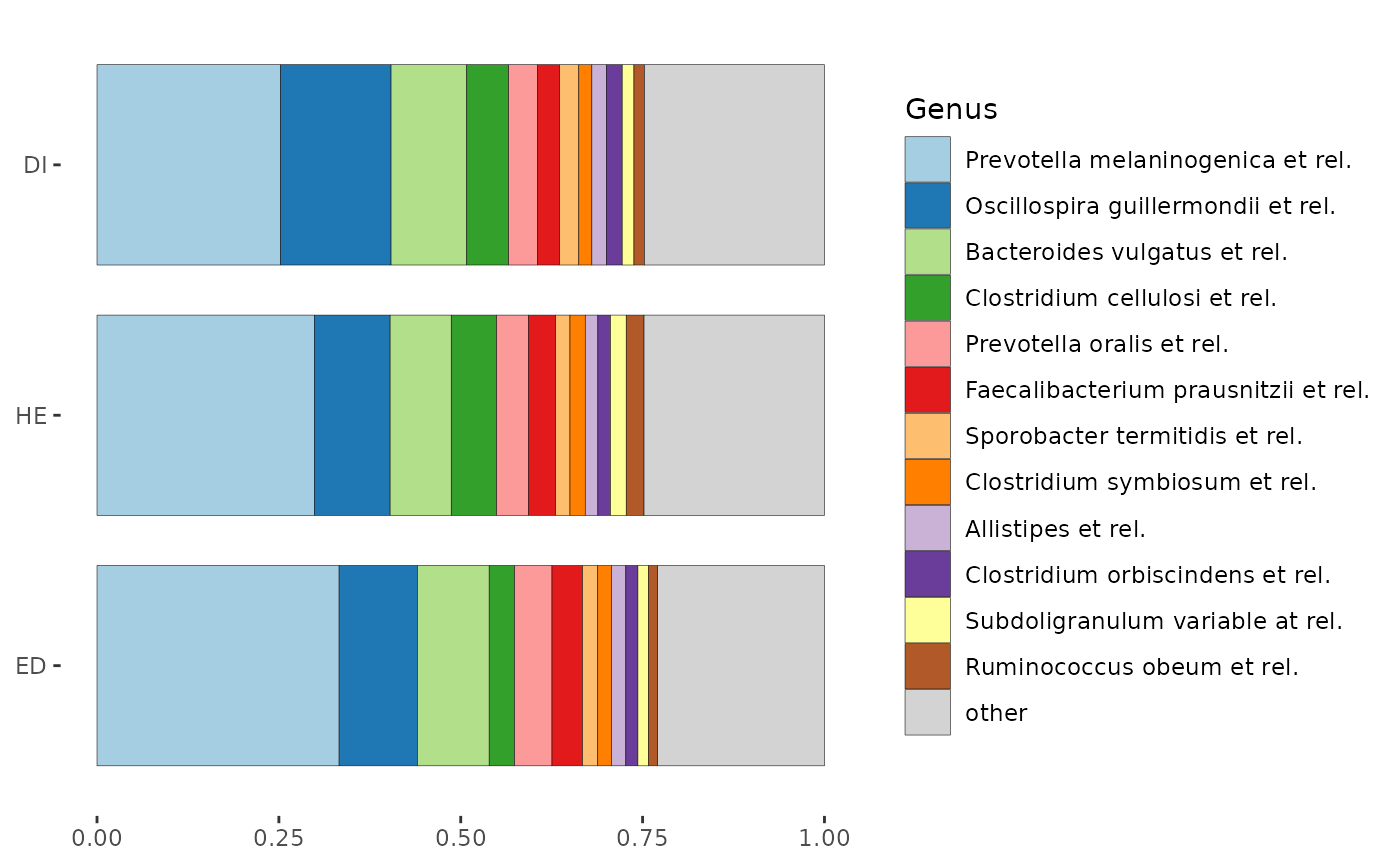 DI
HE
ED
0.00 0.25 0.50 0.75 1.00
Genus
Prevotella melaninogenica et rel.
Oscillospira guillermondii et rel.
Bacteroides vulgatus et rel.
Clostridium cellulosi et rel.
Prevotella oralis et rel.
Faecalibacterium prausnitzii et rel.
Sporobacter termitidis et rel.
Clostridium symbiosum et rel.
Allistipes et rel.
Clostridium orbiscindens et rel.
Subdoligranulum variable at rel.
Ruminococcus obeum et rel.
other